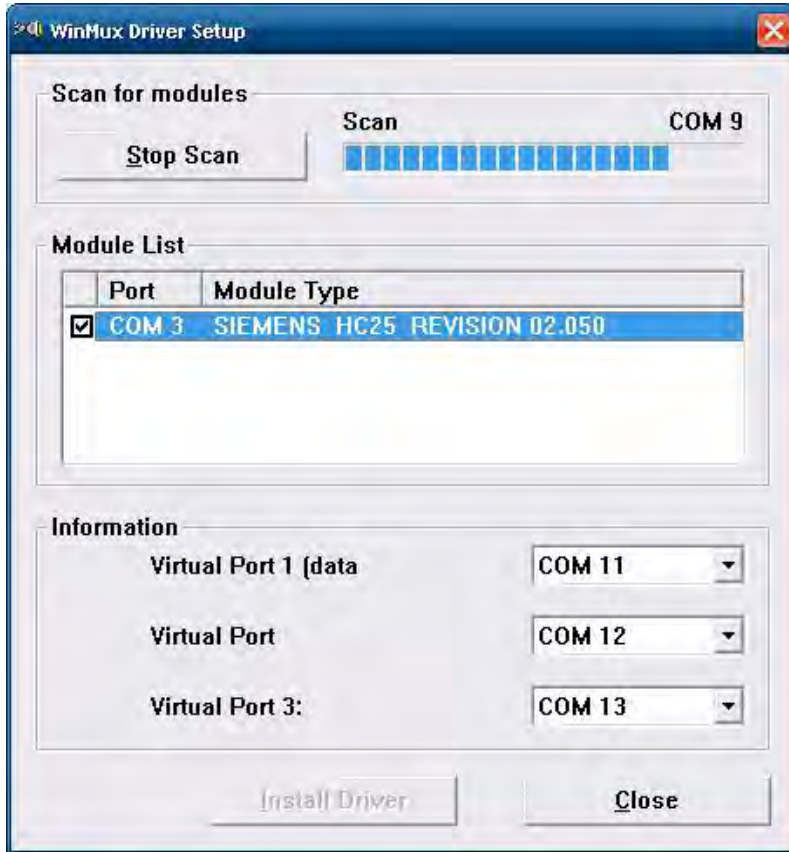 WinMux Driver Setup
Scan for modules
Stop Scan
Scan COM 9
Module List
Port Module Type
COM 3 SIEMENS HC25 REVISION 02.050
Information
Virtual Port 1 (data COM 11
Virtual Port COM 12
Virtual Port 3: COM 13
Install Driver Close